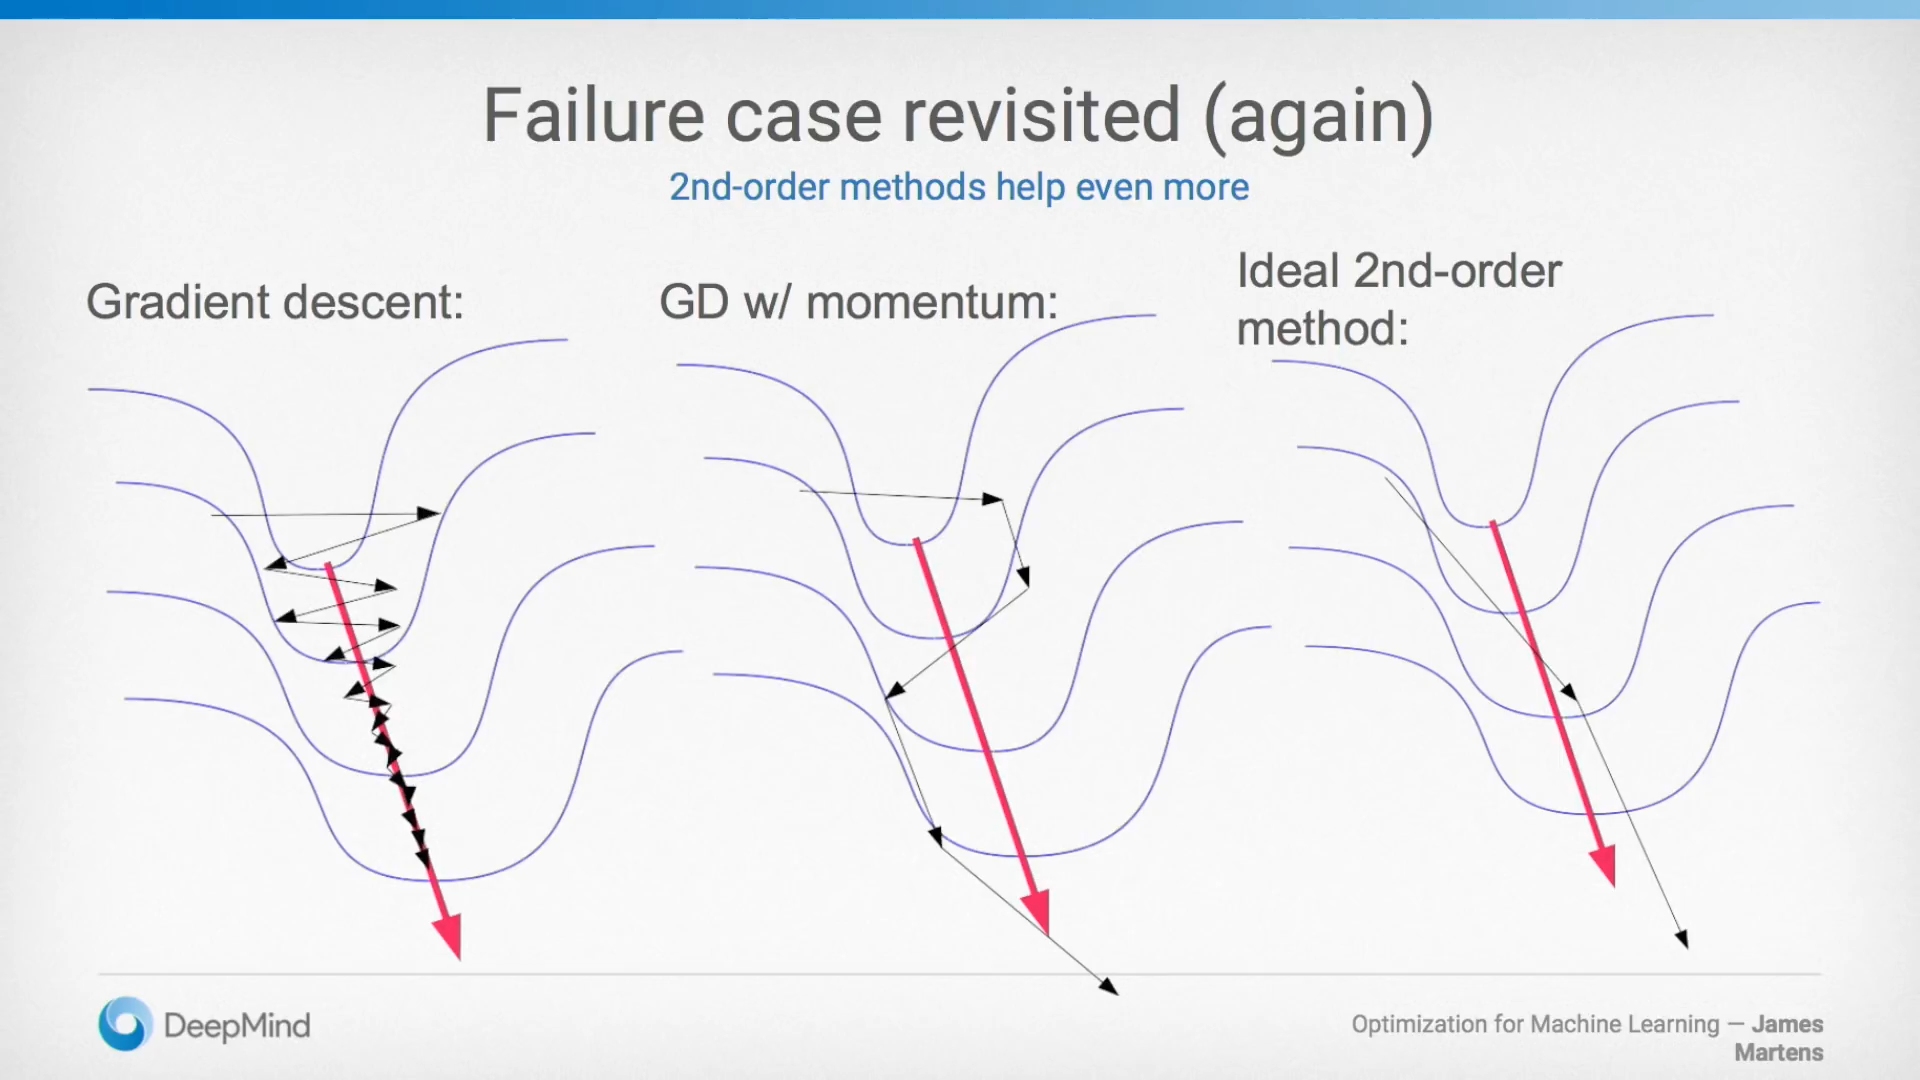 Failure case revisited (again)
2nd-order methods help even more
Gradient descent:
GD w/ momentum:
Ideal 2nd-order
method:
DeepMind
Optimization for Machine Learning — James
Martens